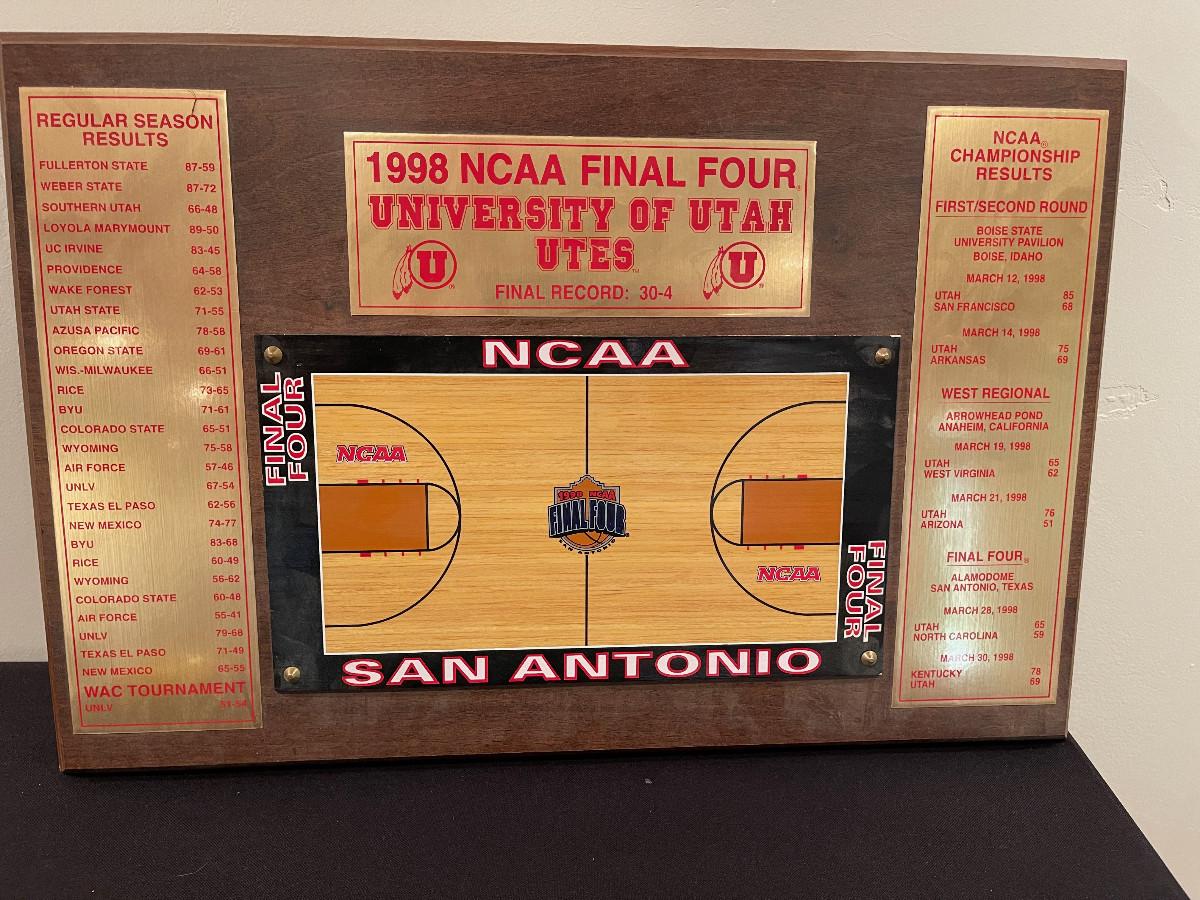 REGULAR SEASON
RESULTS
FULLERTON STATE 87-59
WEBER STATE 87-72
SOUTHERN UTAH 66-48
LOYOLA MARYMOUNT 89-50
UC IRVINE 83-45
PROVIDENCE 64-58
WAKE FOREST 62-53
UTAH STATE 71-55
AZUSA PACIFIC 78-58
OREGON STATE 69-61
WIS.-MILWAUKEE 66-51
RICE 73-65
BYU 71-61
COLORADO STATE 65-51
WYOMING 75-58
AIR FORCE 57-46
UNLV 67-54
TEXAS EL PASO 62-56
NEW MEXICO 74-77
BYU 83-68
RICE 60-49
WYOMING 56-62
COLORADO STATE 60-48
AIR FORCE 55-41
UNLV 79-68
TEXAS EL PASO 71-49
NEW MEXICO 65-55
WAC TOURNAMENT
UNLV 51-54
1998 NCAA FINAL FOUR®
UNIVERSITY OF UTAH
UTES™
U® U®
FINAL RECORD: 30-4
NCAA
FINAL
FOUR
NCAA
1998 NCAA
FINAL FOUR
SAN ANTONIO
NCAA
FINAL
FOUR
SAN ANTONIO
NCAA®
CHAMPIONSHIP
RESULTS
FIRST/SECOND ROUND
BOISE STATE
UNIVERSITY PAVILION
BOISE, IDAHO
MARCH 12, 1998
UTAH 85
SAN FRANCISCO 68
MARCH 14, 1998
UTAH 75
ARKANSAS 69
WEST REGIONAL
ARROWHEAD POND
ANAHEIM, CALIFORNIA
MARCH 19, 1998
UTAH 65
WEST VIRGINIA 62
MARCH 21, 1998
UTAH 76
ARIZONA 51
FINAL FOUR®
ALAMODOME
SAN ANTONIO, TEXAS
MARCH 28, 1998
UTAH 65
NORTH CAROLINA 59
MARCH 30, 1998
KENTUCKY 78
UTAH 69